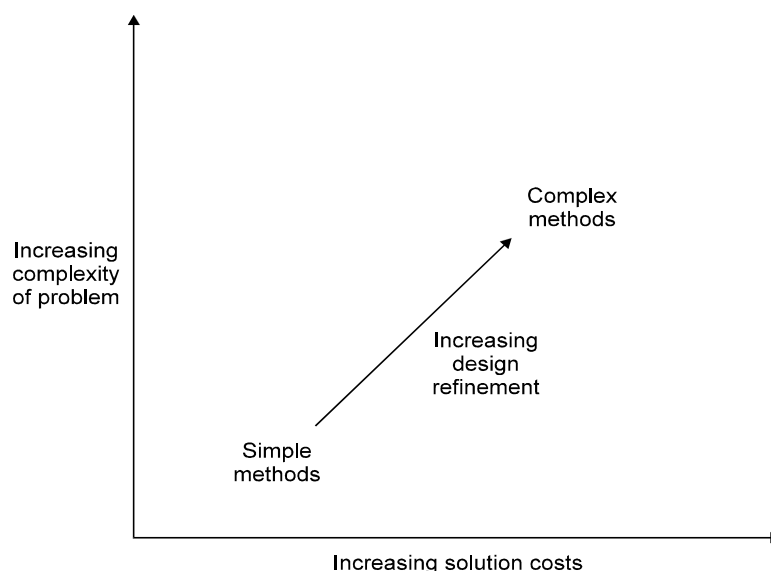 Complex
methods
Increasing
complexity
of problem
Increasing
design
refinement
Simple
methods
Increasing solution costs